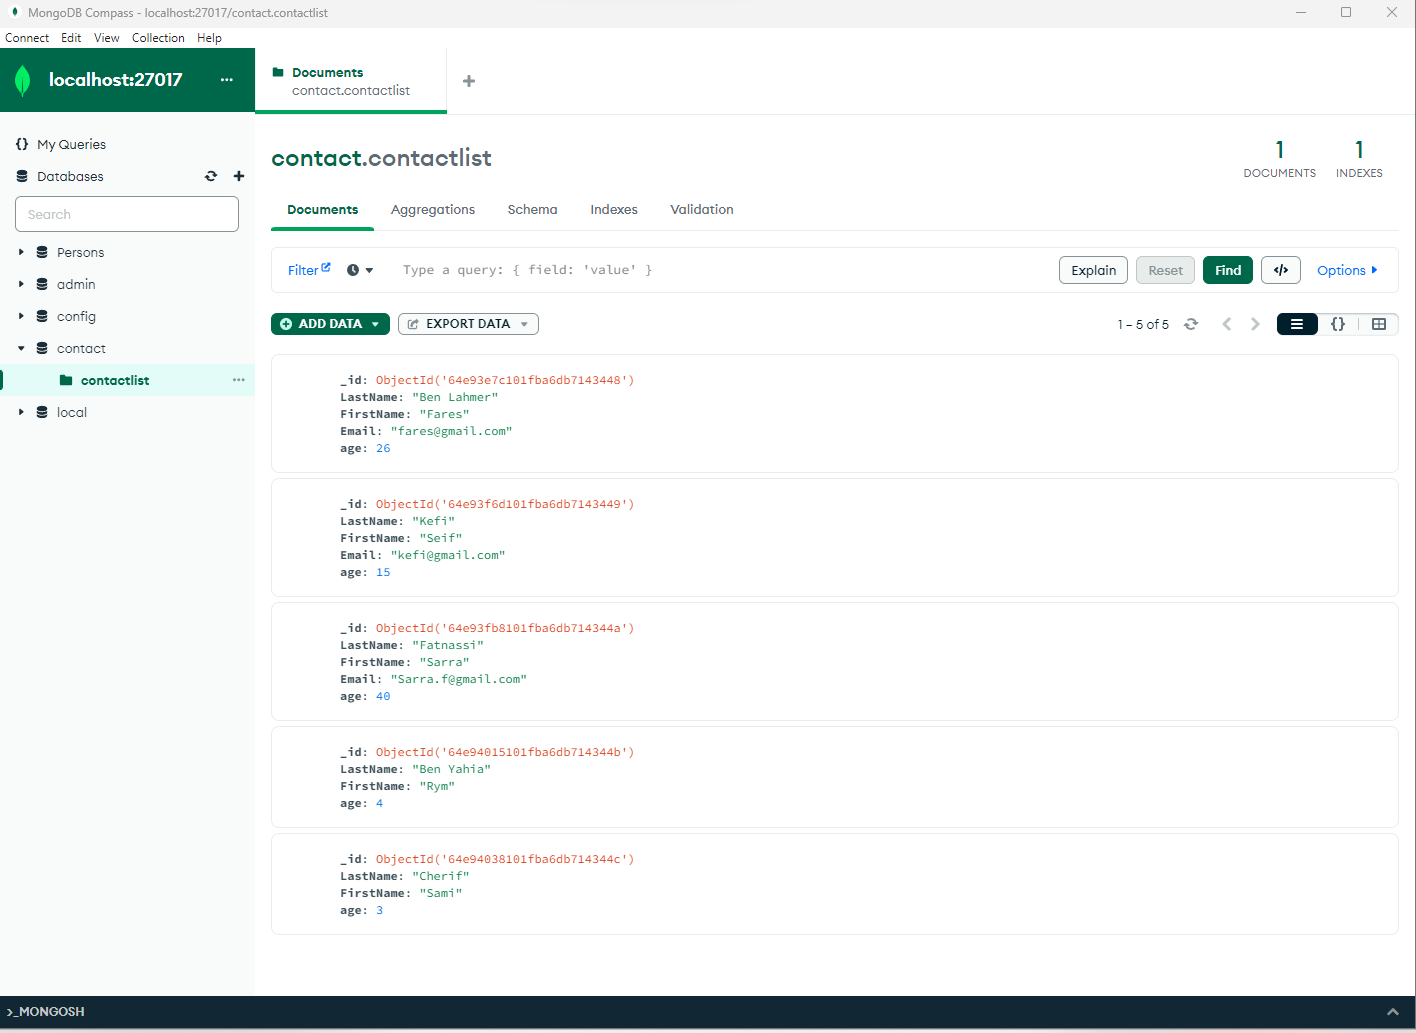 MongoDB Compass - localhost:27017/contact.contactlist
Connect Edit View Collection Help
localhost:27017 ...
Documents
contact.contactlist
+
{} My Queries
Databases
Search
Persons
admin
config
contact
contactlist ...
local
contact.contactlist
1
DOCUMENTS
1
INDEXES
Documents Aggregations Schema Indexes Validation
Filter Type a query: { field: 'value' } Explain Reset Find </> Options
ADD DATA EXPORT DATA 1 – 5 of 5 {}
_id: ObjectId('64e93e7c101fba6db7143448')
LastName: "Ben Lahmer"
FirstName: "Fares"
Email: "fares@gmail.com"
age: 26
_id: ObjectId('64e93f6d101fba6db7143449')
LastName: "Kefi"
FirstName: "Seif"
Email: "kefi@gmail.com"
age: 15
_id: ObjectId('64e93fb8101fba6db714344a')
LastName: "Fatnassi"
FirstName: "Sarra"
Email: "Sarra.f@gmail.com"
age: 40
_id: ObjectId('64e94015101fba6db714344b')
LastName: "Ben Yahia"
FirstName: "Rym"
age: 4
_id: ObjectId('64e94038101fba6db714344c')
LastName: "Cherif"
FirstName: "Sami"
age: 3
>_MONGOSH